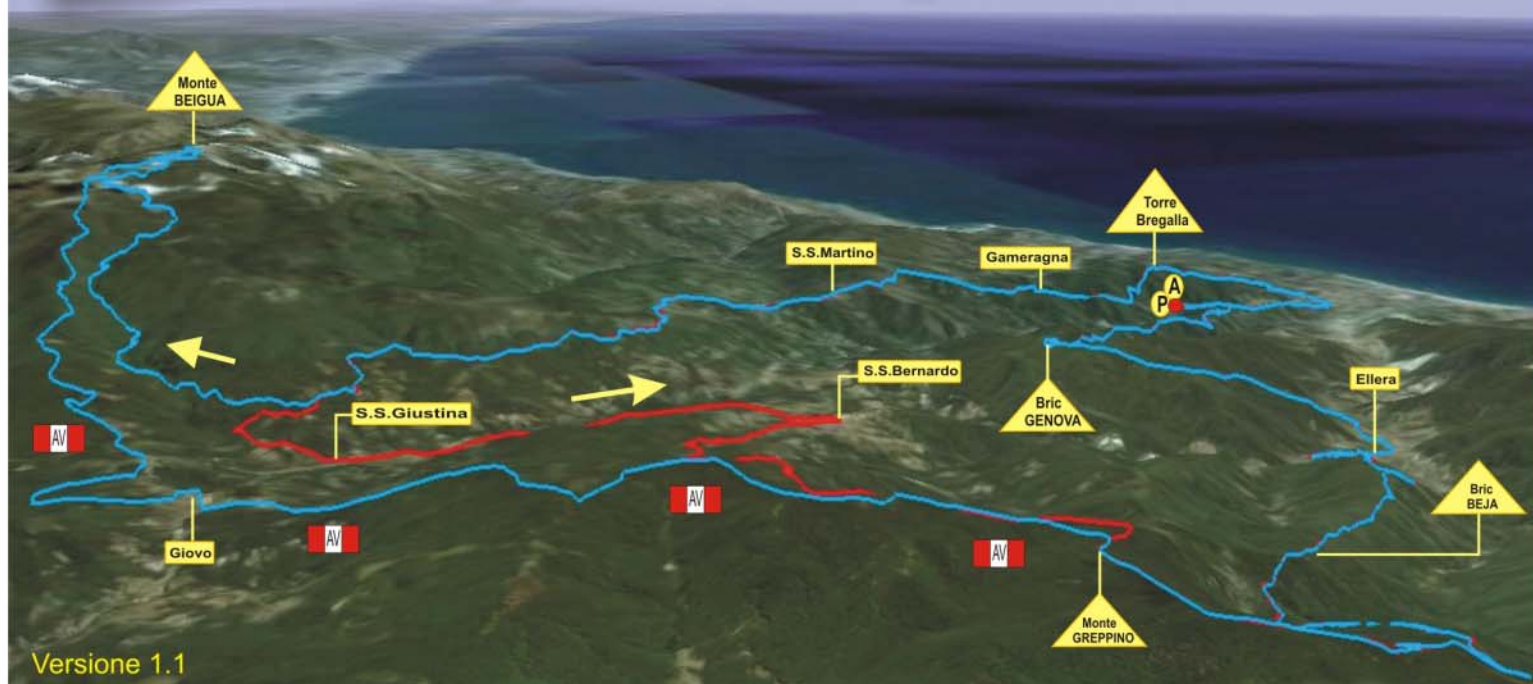 Monte
BEIGUA
Torre
Bregalla
S.S.Martino
Gameragna
A
P
S.S.Bernardo
Ellera
S.S.Giustina
Bric
GENOVA
AV
Bric
BEJA
AV
AV
Giovo
AV
Monte
GREPPINO
Versione 1.1